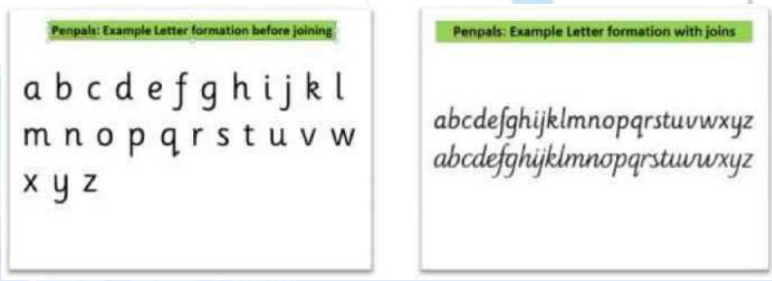 Penpals: Example Letter formation before joining
a b c d e f g h i j k l
m n o p q r s t u v w
x y z
Penpals: Example Letter formation with joins
abcdefghijklmnopqrstuvwxyz
abcdefghijklmnopqrstuvwxyz